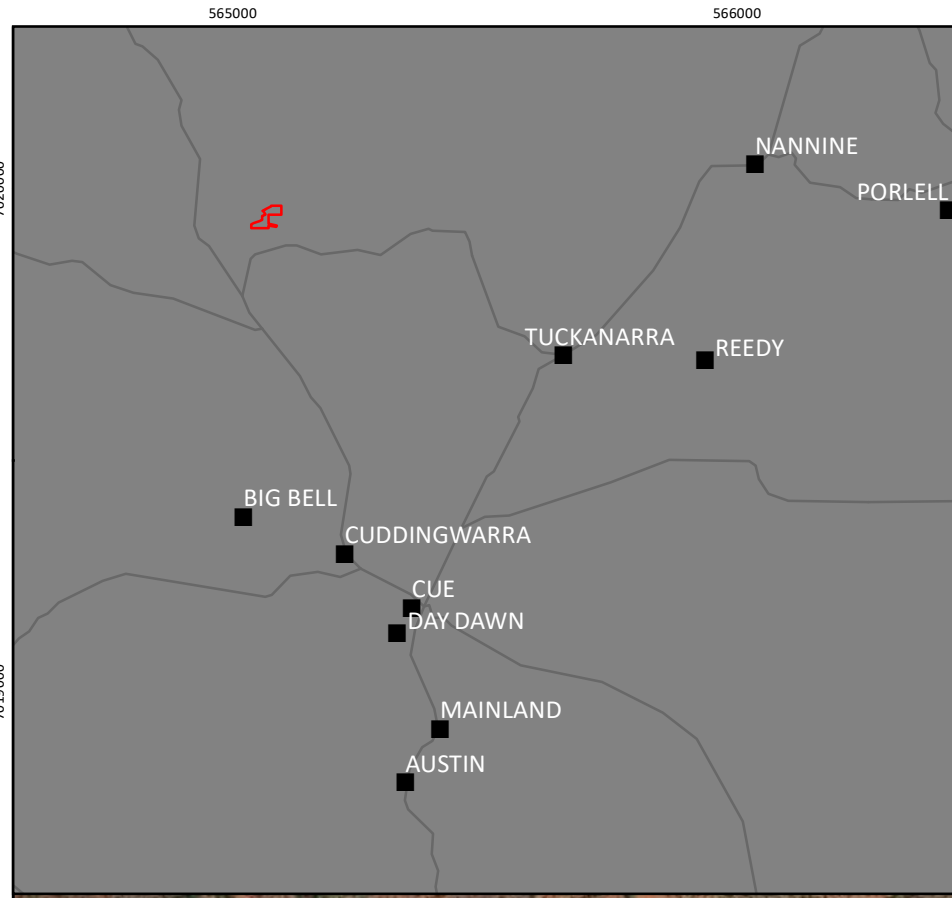 565000
566000
NANNINE
PORLELL
TUCKANARRA
REEDY
BIG BELL
CUDDINGWARRA
CUE
DAY DAWN
MAINLAND
AUSTIN